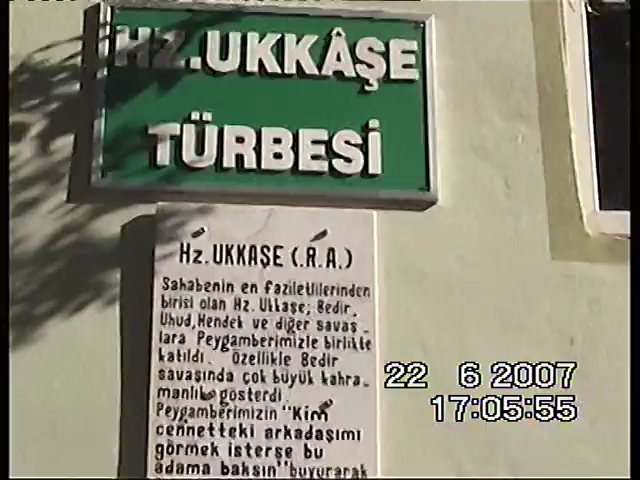 Hz.UKKÂŞE
TÜRBESİ
Hz. UKKAŞE (.R.A.)
Sahabenin en faziletlilerinden
birisi olan Hz. Ukkaşe; Bedir,
Uhud, Hendek ve diğer savaş_
lara Peygamberimizle birlikte
katıldı. Özellikle Bedir
savaşında çok büyük kahra_
manlık gösterdi.
Peygamberimizin "Kim
cennetteki arkadaşımı
görmek isterse bu
adama baksın" buyurarak
22 6 2007
17:05:55